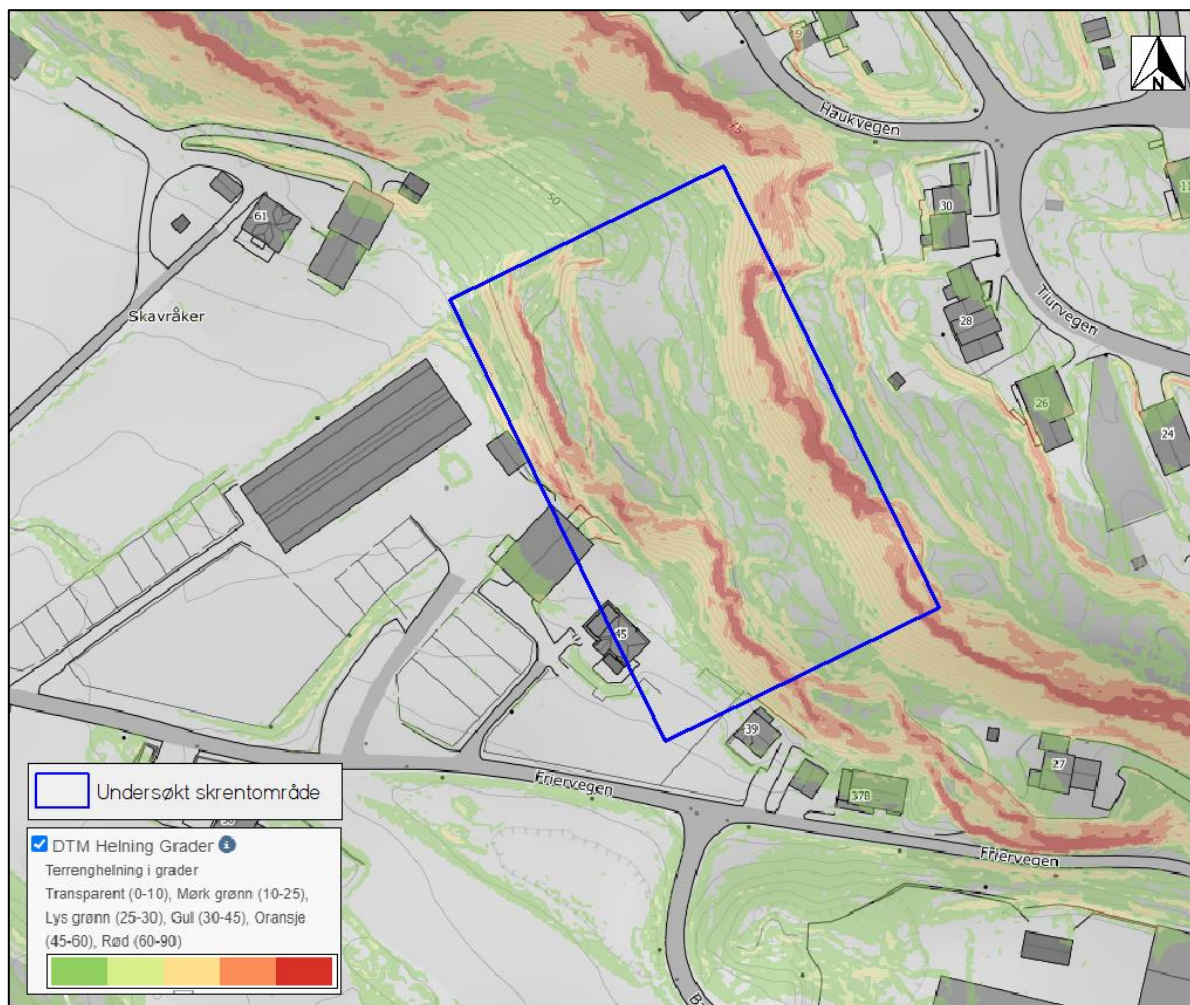 9
N
Haukvegen
75
11
30
50
61
Skavråker
Tiurvegen
28
26
24
45
39
27
Friervegen
37B
Friervegen
Undersøkt skrentområde
DTM Helning Grader i
Terrenghelning i grader
Transparent (0-10), Mørk grønn (10-25),
Lys grønn (25-30), Gul (30-45), Oransje
(45-60), Rød (60-90)